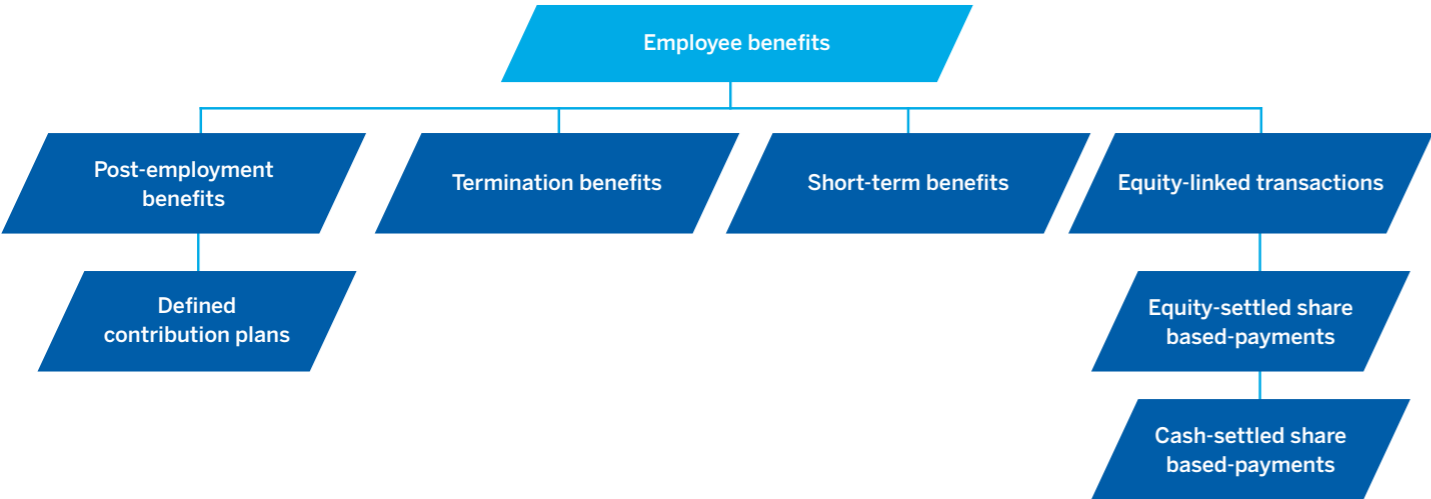 Employee benefits
Post-employment
benefits
Termination benefits
Short-term benefits
Equity-linked transactions
Defined
contribution plans
Equity-settled share
based-payments
Cash-settled share
based-payments